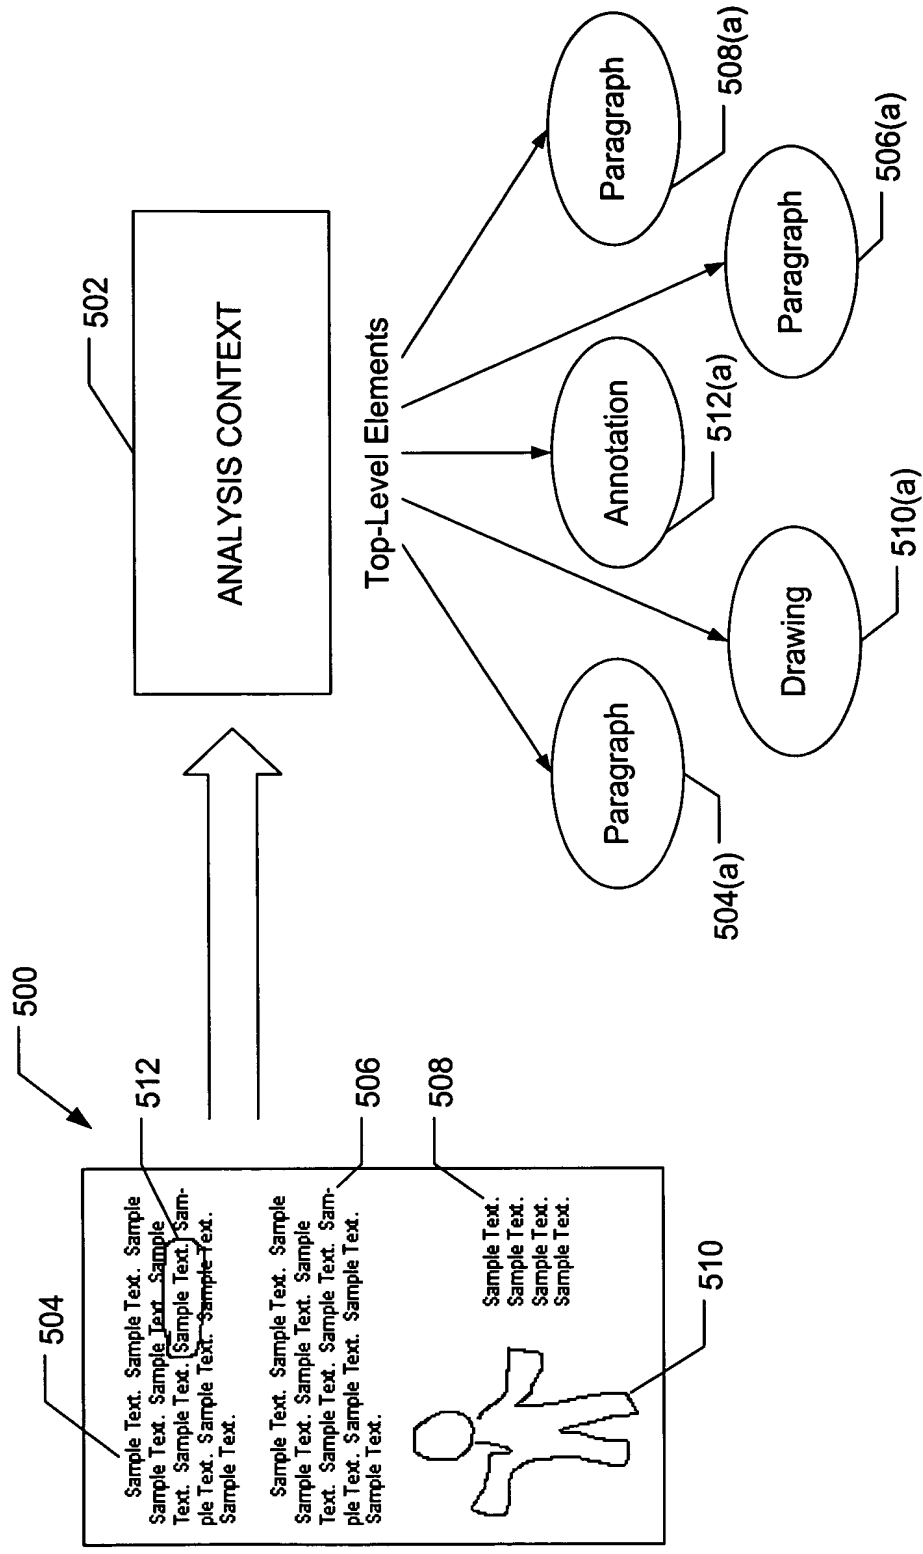 500
504
Sample Text. Sample Text. Sample
Sample Text. Sample Text. Sample
Text. Sample Text. Sample Text. Sam-
ple Text. Sample Text. Sample Text.
Sample Text.
512
Sample Text. Sample Text. Sample
Sample Text. Sample Text. Sample
Text. Sample Text. Sample Text. Sam-
ple Text. Sample Text. Sample Text.
Sample Text.
506
508
Sample Text.
Sample Text.
Sample Text.
Sample Text.
510
502
ANALYSIS CONTEXT
Top-Level Elements
Paragraph
504(a)
Drawing
510(a)
Annotation
512(a)
Paragraph
506(a)
Paragraph
508(a)